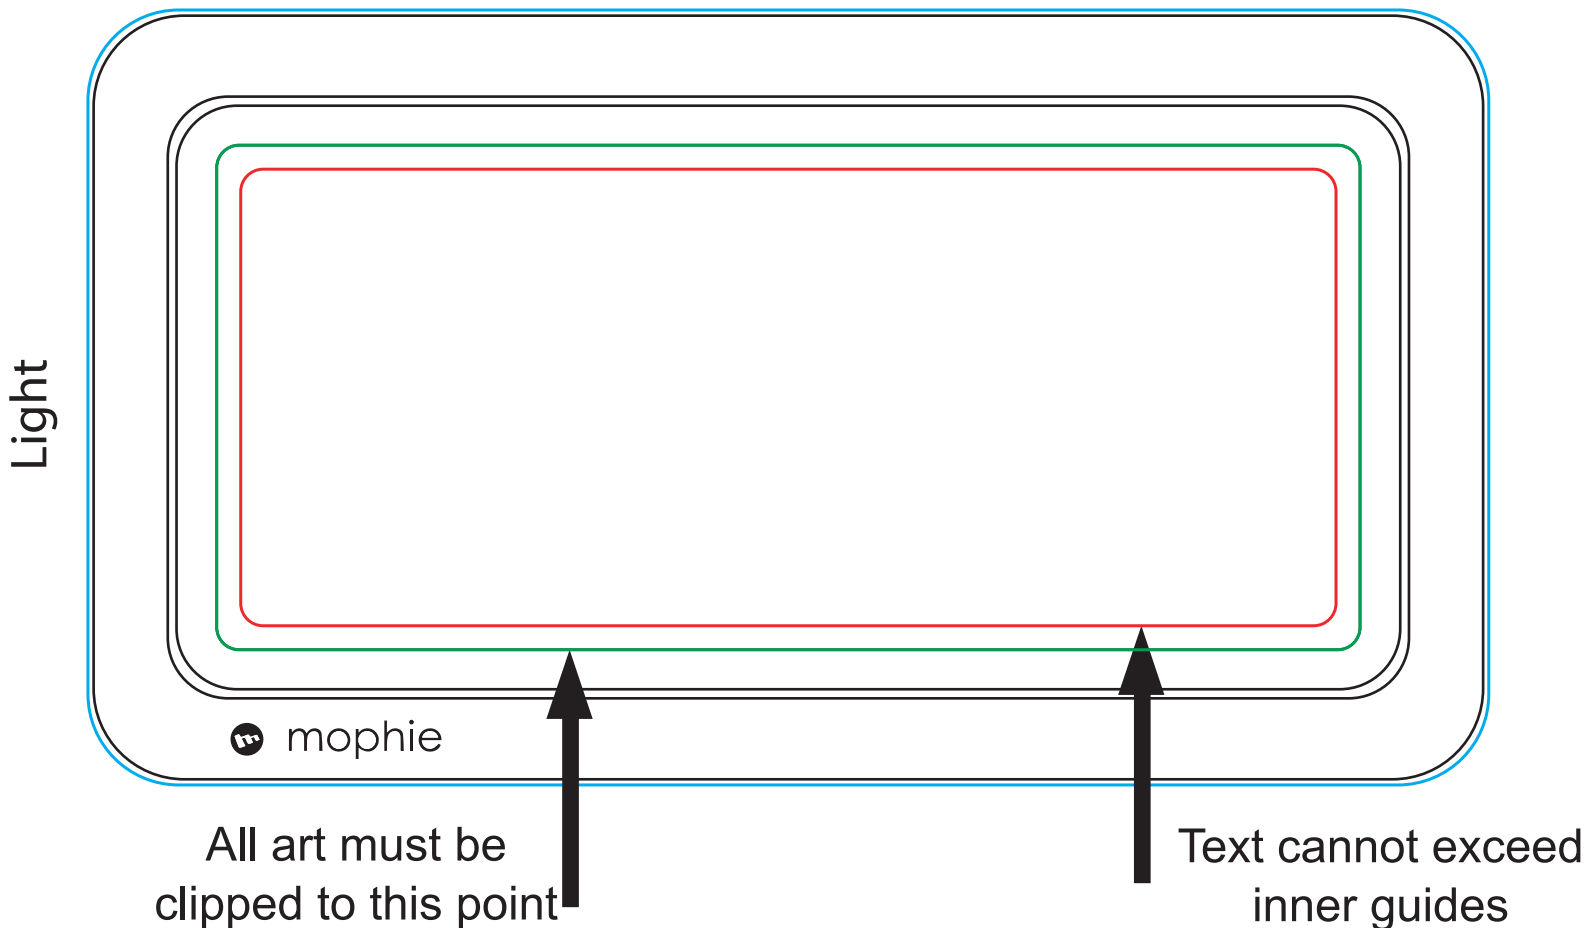 Light
mophie
All art must be
clipped to this point
Text cannot exceed
inner guides